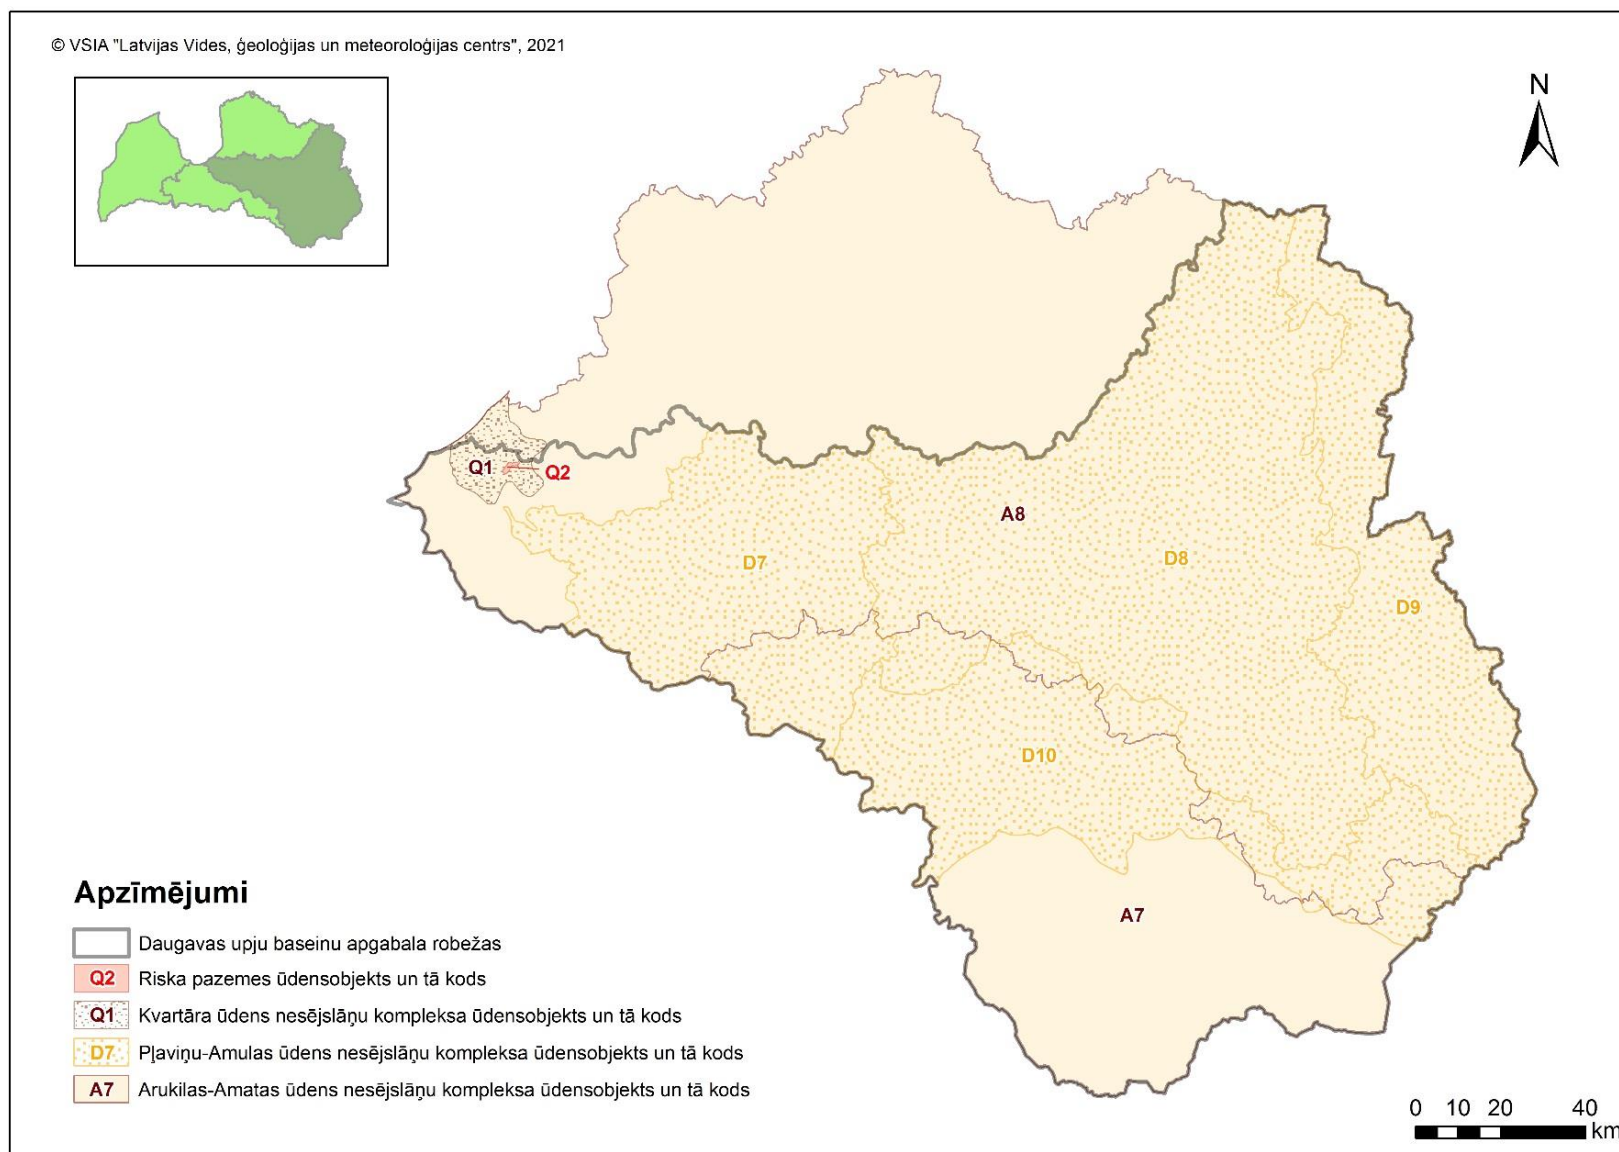 © VSIA "Latvijas Vides, ģeoloģijas un meteoroloģijas centrs", 2021
N
Q1
Q2
A8
D7
D8
D9
D10
A7
Apzīmējumi
Daugavas upju baseinu apgabala robežas
Q2 Riska pazemes ūdensobjekts un tā kods
Q1 Kvartāra ūdens nesējslāņu kompleksa ūdensobjekts un tā kods
D7 Pļaviņu-Amulas ūdens nesējslāņu kompleksa ūdensobjekts un tā kods
A7 Arukilas-Amatas ūdens nesējslāņu kompleksa ūdensobjekts un tā kods
0 10 20 40
km